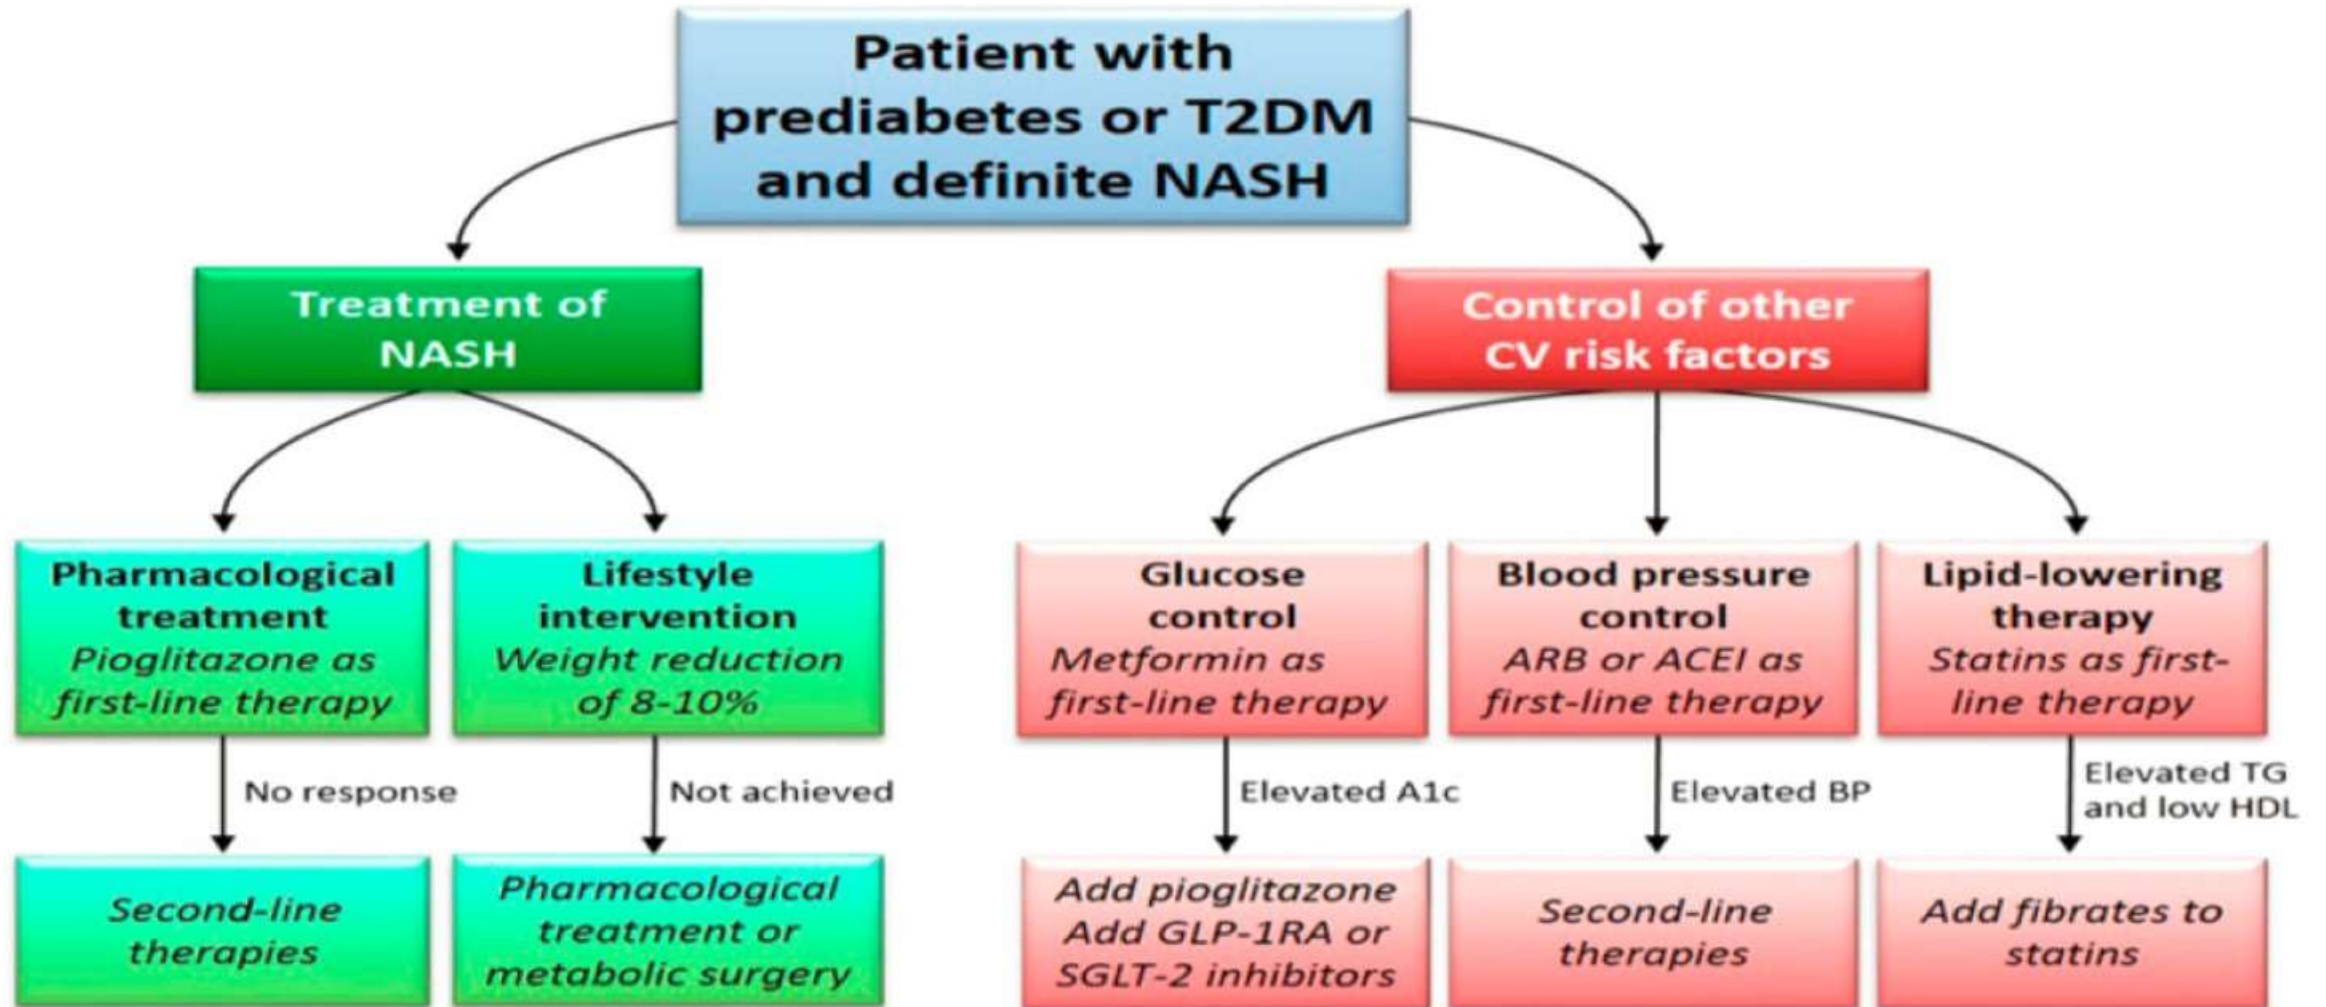 Patient with
prediabetes or T2DM
and definite NASH
Treatment of
NASH
Control of other
CV risk factors
Pharmacological
treatment
Pioglitazone as
first-line therapy
Lifestyle
intervention
Weight reduction
of 8-10%
Glucose
control
Metformin as
first-line therapy
Blood pressure
control
ARB or ACEI as
first-line therapy
Lipid-lowering
therapy
Statins as first-
line therapy
No response
Not achieved
Elevated A1c
Elevated BP
Elevated TG
and low HDL
Second-line
therapies
Pharmacological
treatment or
metabolic surgery
Add pioglitazone
Add GLP-1RA or
SGLT-2 inhibitors
Second-line
therapies
Add fibrates to
statins